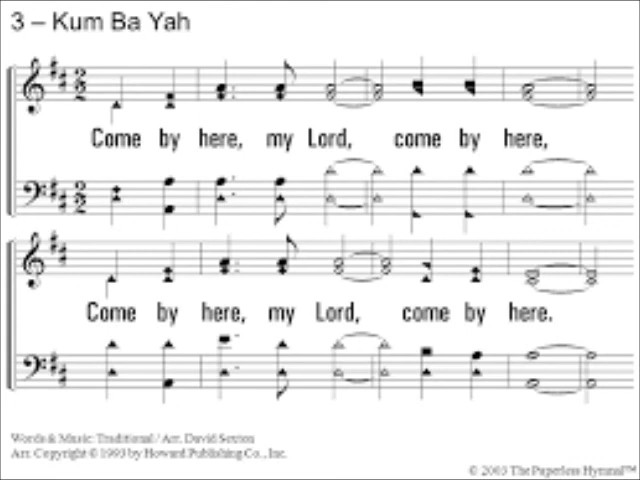 3 – Kum Ba Yah
Come by here, my Lord, come by here,
Come by here, my Lord, come by here.
Words & Music: Traditional / Arr. David Sexton
Arr. Copyright © 1993 by Howard Publishing Co., Inc.
© 2003 The Paperless Hymnal™